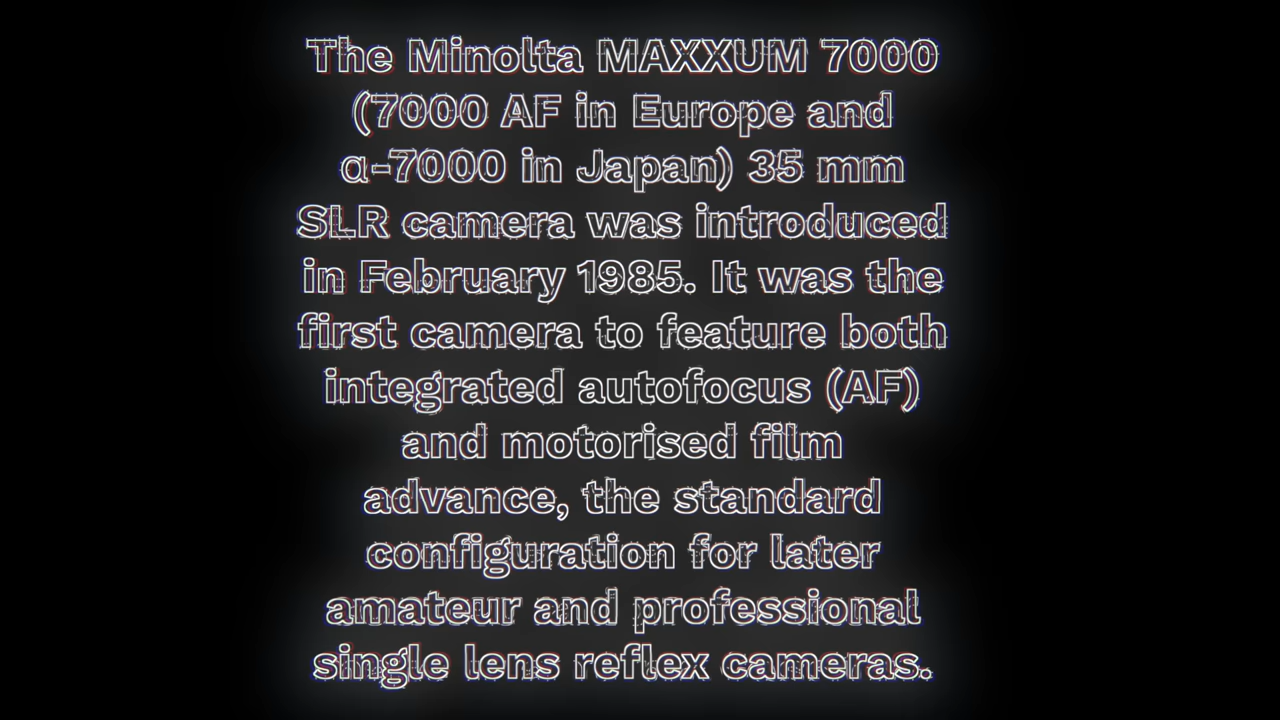 The Minolta MAXXUM 7000
(7000 AF in Europe and
α-7000 in Japan) 35 mm
SLR camera was introduced
in February 1985. It was the
first camera to feature both
integrated autofocus (AF)
and motorised film
advance, the standard
configuration for later
amateur and professional
single lens reflex cameras.